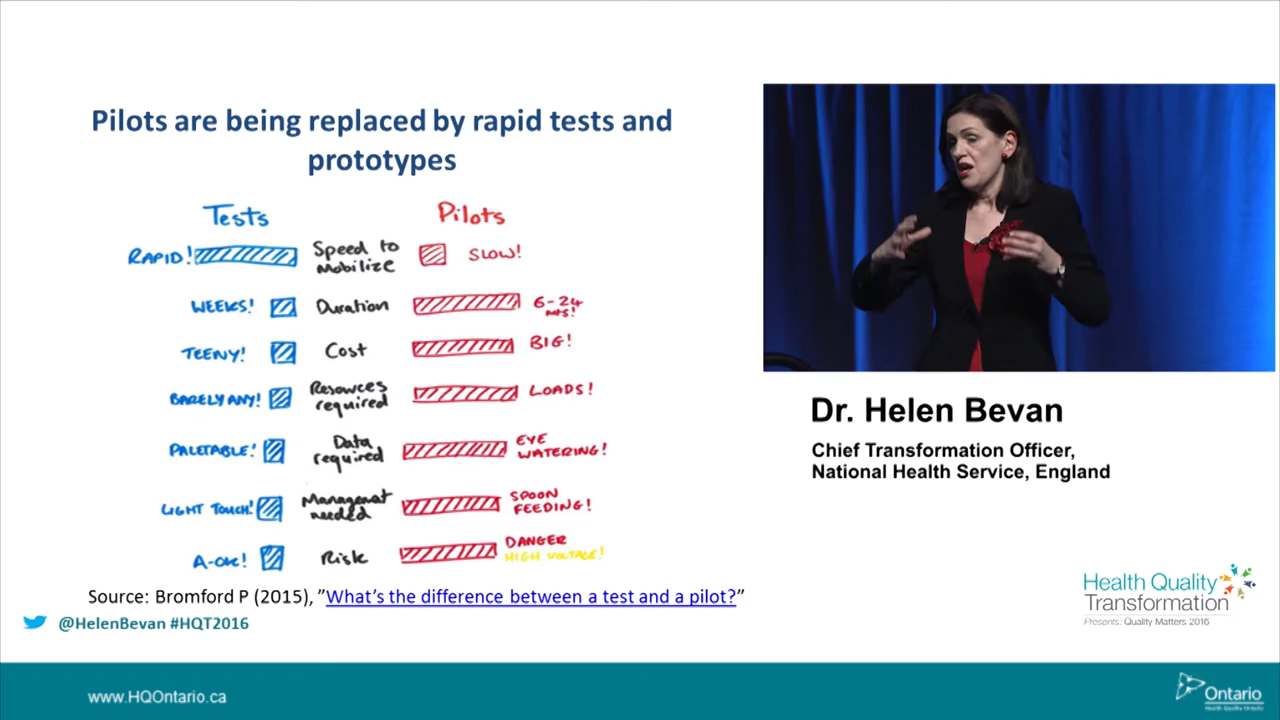 Pilots are being replaced by rapid tests and
prototypes
Tests
Pilots
RAPID!
Speed to
mobilize
SLOW!
WEEKS!
Duration
6-24
MTS!
TEENY!
Cost
BIG!
BARELY ANY!
Resources
required
LOADS!
PALETABLE!
Data
required
EYE
WATERING!
LIGHT TOUCH!
Management
needed
SPOON
FEEDING!
A-OK!
Risk
DANGER
HIGH VOLTAGE!
Source: Bromford P (2015), ”What’s the difference between a test and a pilot?”
@HelenBevan #HQT2016
Dr. Helen Bevan
Chief Transformation Officer,
National Health Service, England
Health Quality
Transformation
Presents: Quality Matters 2016
www.HQOntario.ca
Ontario
Health Quality Ontario